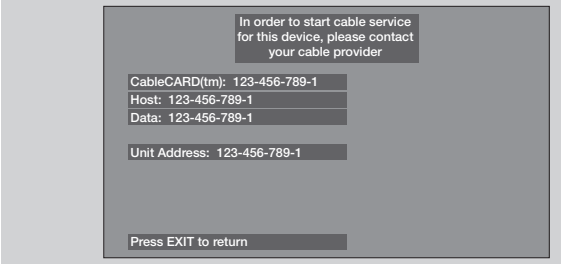 In order to start cable service
for this device, please contact
your cable provider
CableCARD(tm): 123-456-789-1
Host: 123-456-789-1
Data: 123-456-789-1
Unit Address: 123-456-789-1
Press EXIT to return